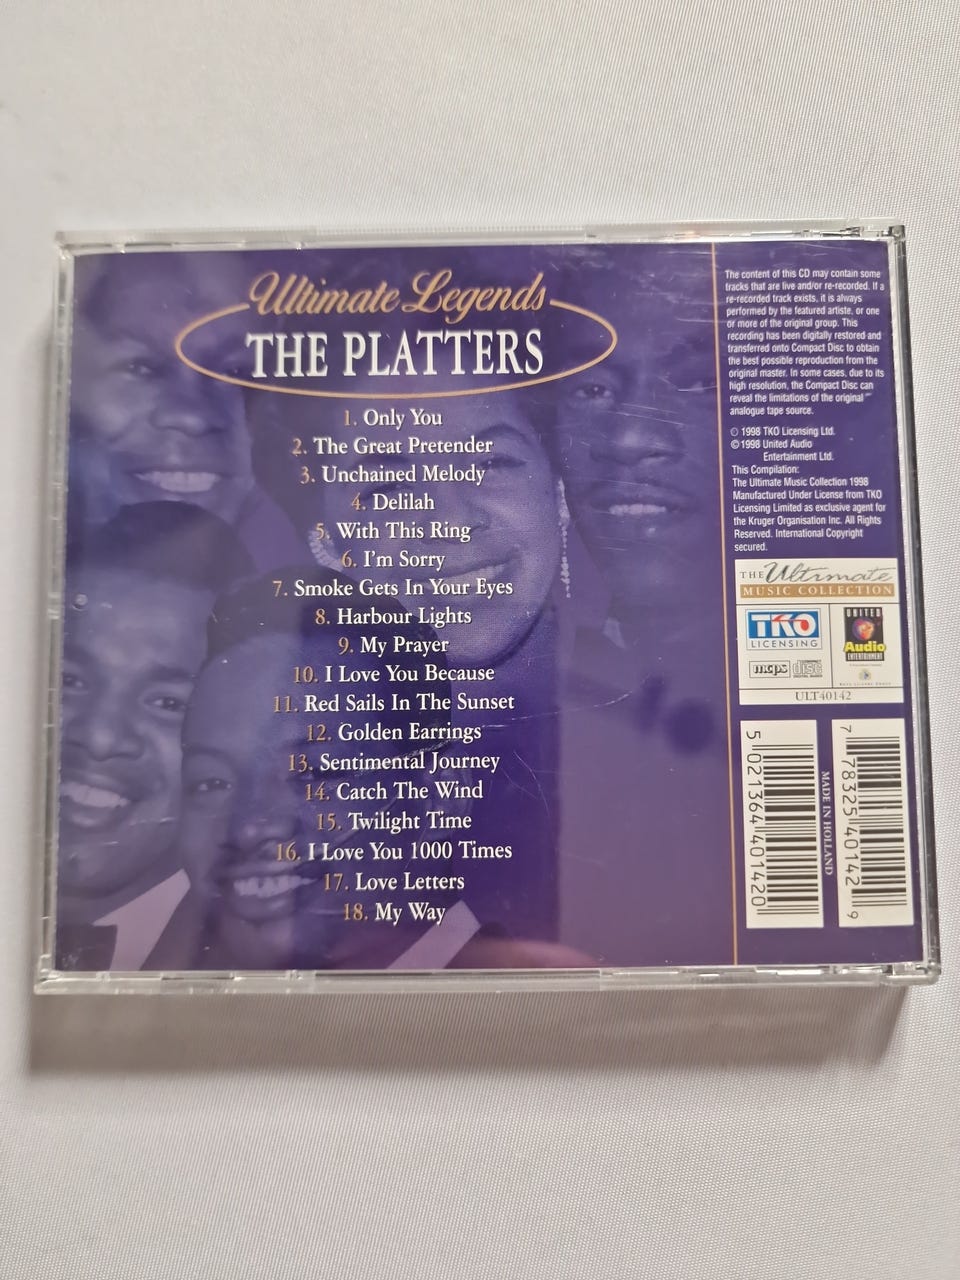 Ultimate Legends
THE PLATTERS
1. Only You
2. The Great Pretender
3. Unchained Melody
4. Delilah
5. With This Ring
6. I'm Sorry
7. Smoke Gets In Your Eyes
8. Harbour Lights
9. My Prayer
10. I Love You Because
11. Red Sails In The Sunset
12. Golden Earrings
13. Sentimental Journey
14. Catch The Wind
15. Twilight Time
16. I Love You 1000 Times
17. Love Letters
18. My Way
The content of this CD may contain some
tracks that are live and/or re-recorded. If a
re-recorded track exists, it is always
performed by the featured artiste, or one
or more of the original group. This
recording has been digitally restored and
transferred onto Compact Disc to obtain
the best possible reproduction from the
original master. In some cases, due to its
high resolution, the Compact Disc can
reveal the limitations of the original
analogue tape source.
℗ 1998 TKO Licensing Ltd.
© 1998 United Audio
Entertainment Ltd.
This Compilation:
The Ultimate Music Collection 1998
Manufactured Under License from TKO
Licensing Limited as exclusive agent for
the Kruger Organisation Inc. All Rights
Reserved. International Copyright
secured.
THE Ultimate
MUSIC COLLECTION
TKO
LICENSING
UNITED
Audio
ENTERTAINMENT
mcps
disc
DIGITAL AUDIO
ULT40142
5 021364 401420
MADE IN HOLLAND
7 78325 40142 9